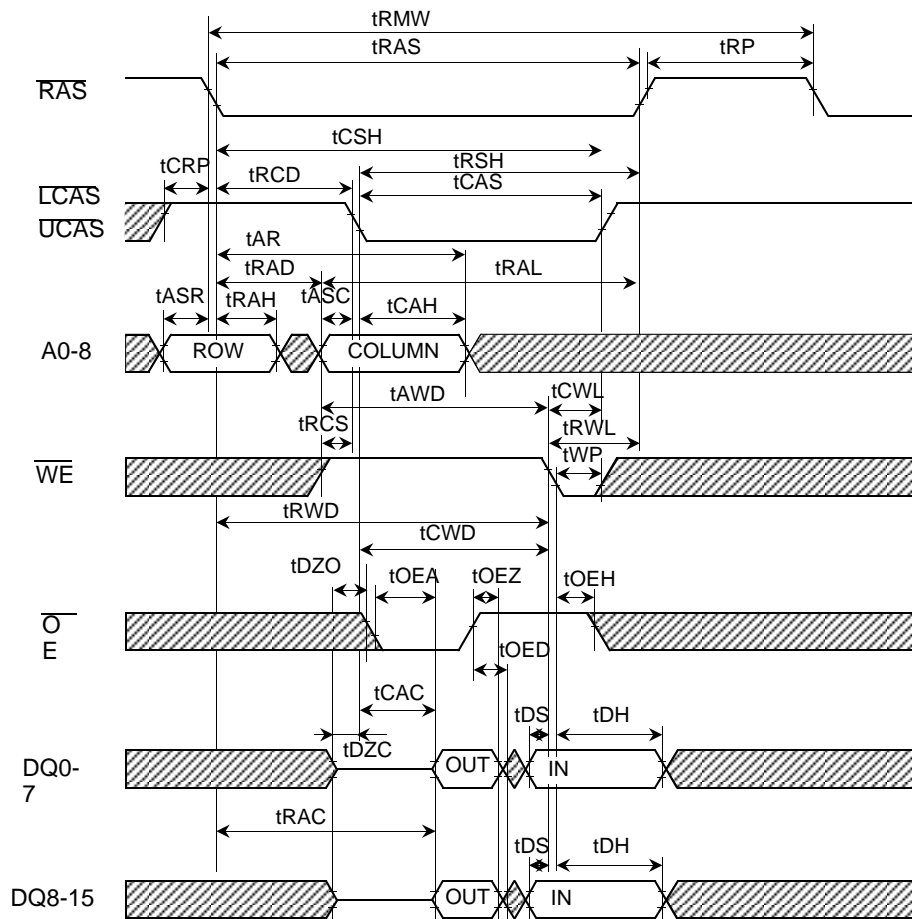 tRMW
tRAS
tRP
RAS
tCSH
tCRP
tRSH
tRCD
tCAS
LCAS
UCAS
tAR
tRAD
tRAL
tASR
tRAH
tASC
tCAH
A0-8
ROW
COLUMN
tAWD
tCWL
tRCS
tRWL
tWP
WE
tRWD
tCWD
tDZO
tOEA
tOEZ
tOEH
O
E
tOED
tCAC
tDS
tDH
tDZC
DQ0-
7
OUT
IN
tRAC
tDS
tDH
DQ8-15
OUT
IN